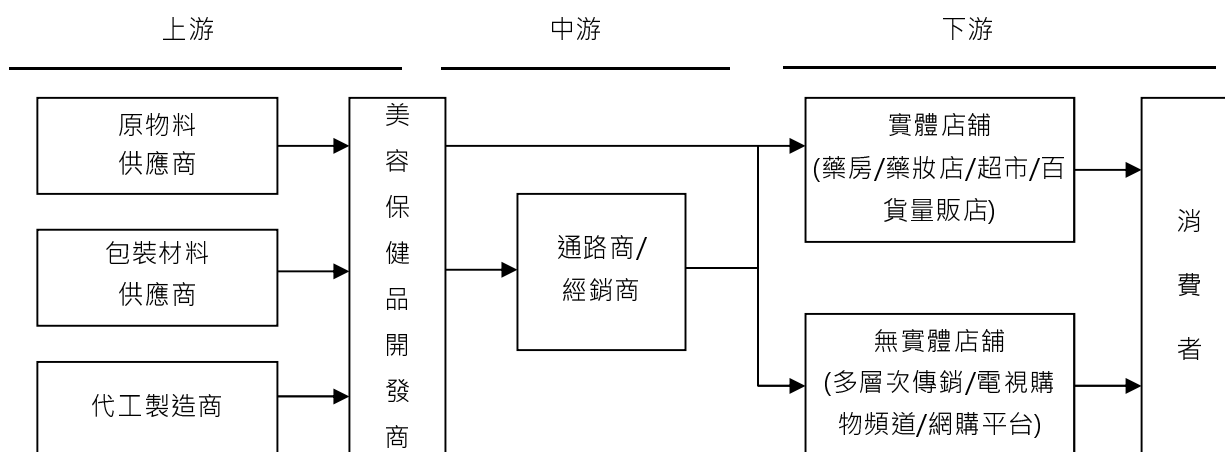 上游
中游
下游
原物料
供應商
包裝材料
供應商
代工製造商
美
容
保
健
品
開
發
商
通路商/
經銷商
實體店舖
(藥房/藥妝店/超市/百
貨量販店)
無實體店舖
(多層次傳銷/電視購
物頻道/網購平台)
消
費
者